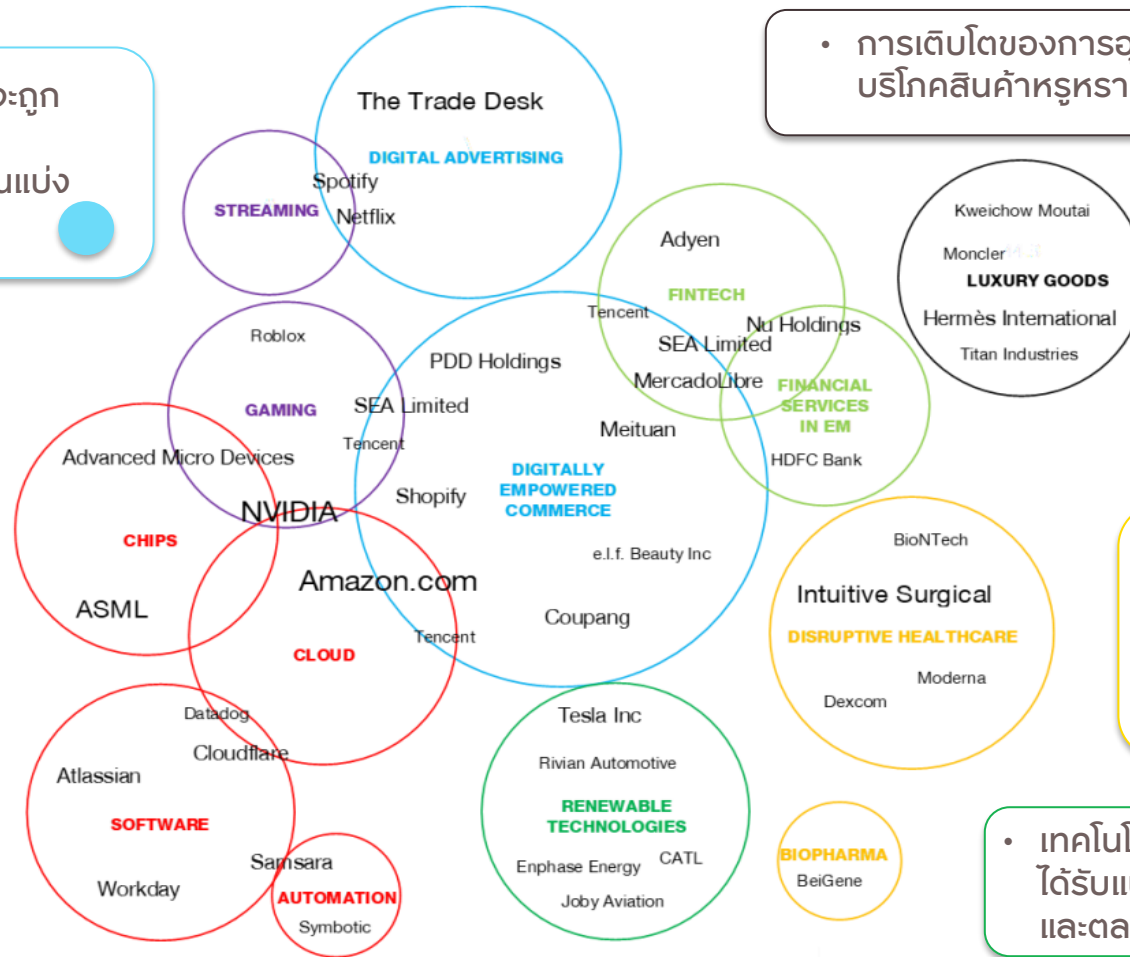 • การเติบโตของการอุ
บริโภคสินค้าหรูหรา
จะถูก
นแบ่ง
The Trade Desk
DIGITAL ADVERTISING
Spotify
STREAMING
Netflix
Kweichow Moutai
Moncler
LUXURY GOODS
Hermès International
Titan Industries
Adyen
FINTECH
Tencent
Nu Holdings
SEA Limited
MercadoLibre
FINANCIAL
SERVICES
IN EM
HDFC Bank
Roblox
GAMING
SEA Limited
Tencent
PDD Holdings
Meituan
Shopify
DIGITALLY
EMPOWERED
COMMERCE
e.l.f. Beauty Inc
Coupang
Advanced Micro Devices
NVIDIA
CHIPS
ASML
Amazon.com
Tencent
CLOUD
BioNTech
Intuitive Surgical
DISRUPTIVE HEALTHCARE
Moderna
Dexcom
Datadog
Cloudflare
Atlassian
SOFTWARE
Samsara
Workday
AUTOMATION
Symbotic
Tesla Inc
Rivian Automotive
RENEWABLE
TECHNOLOGIES
Enphase Energy
CATL
Joby Aviation
BIOPHARMA
BeiGene
• เทคโนโ
ได้รับแ
และตล